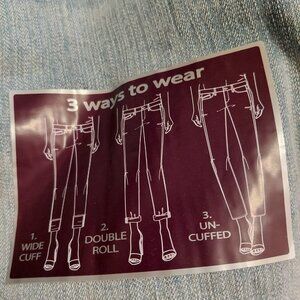 3 ways to wear
1.
WIDE
CUFF
2.
DOUBLE
ROLL
3.
UN-
CUFFED